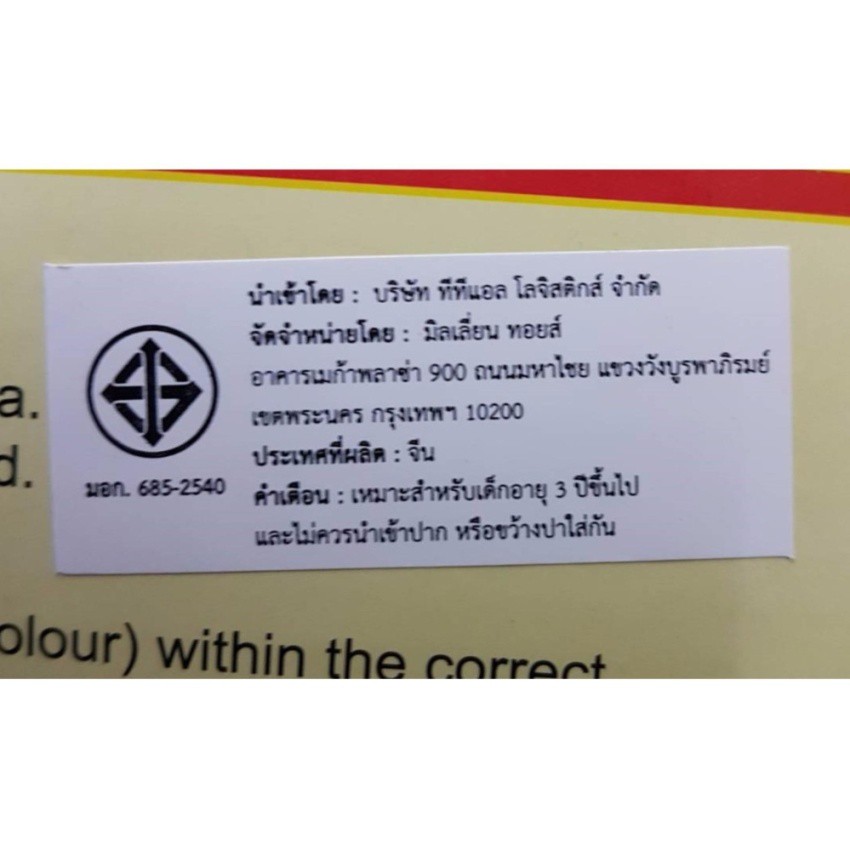 นำเข้าโดย : บริษัท ทีทีแอล โลจิสติกส์ จำกัด
จัดจำหน่ายโดย : มิลเลี่ยน ทอยส์
อาคารเมก้าพลาซ่า 900 ถนนมหาไชย แขวงวังบูรพาภิรมย์
เขตพระนคร กรุงเทพฯ 10200
ประเทศที่ผลิต : จีน
คำเตือน : เหมาะสำหรับเด็กอายุ 3 ปีขึ้นไป
และไม่ควรนำเข้าปาก หรือขว้างปาใส่กัน
มอก. 685-2540
a.
d.
olour) within the correct